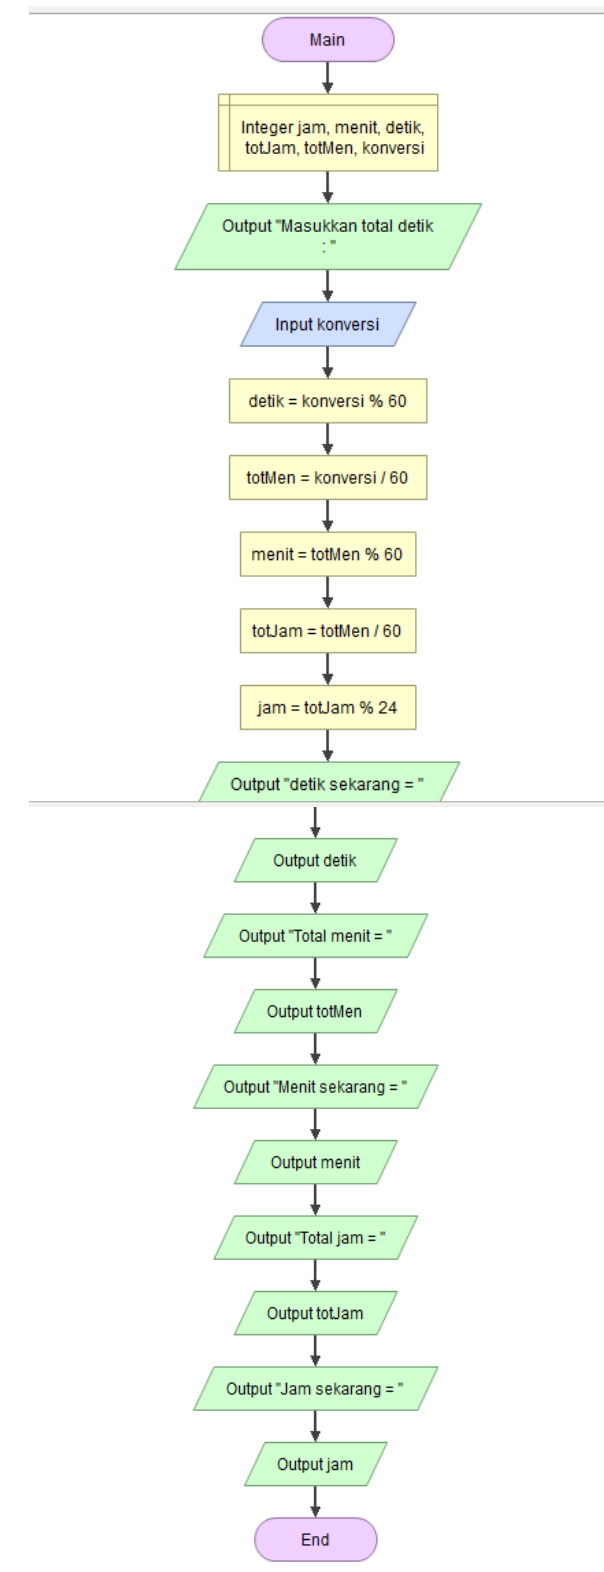 Main
Integer jam, menit, detik,
totJam, totMen, konversi
Output "Masukkan total detik
: "
Input konversi
detik = konversi % 60
totMen = konversi / 60
menit = totMen % 60
totJam = totMen / 60
jam = totJam % 24
Output "detik sekarang = "
Output detik
Output "Total menit = "
Output totMen
Output "Menit sekarang = "
Output menit
Output "Total jam = "
Output totJam
Output "Jam sekarang = "
Output jam
End